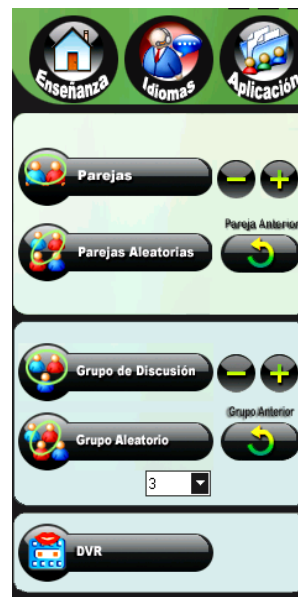 Enseñanza
Idiomas
Aplicación
Parejas
Pareja Anterior
Parejas Aleatorias
Grupo de Discusión
Grupo Anterior
Grupo Aleatorio
3
DVR